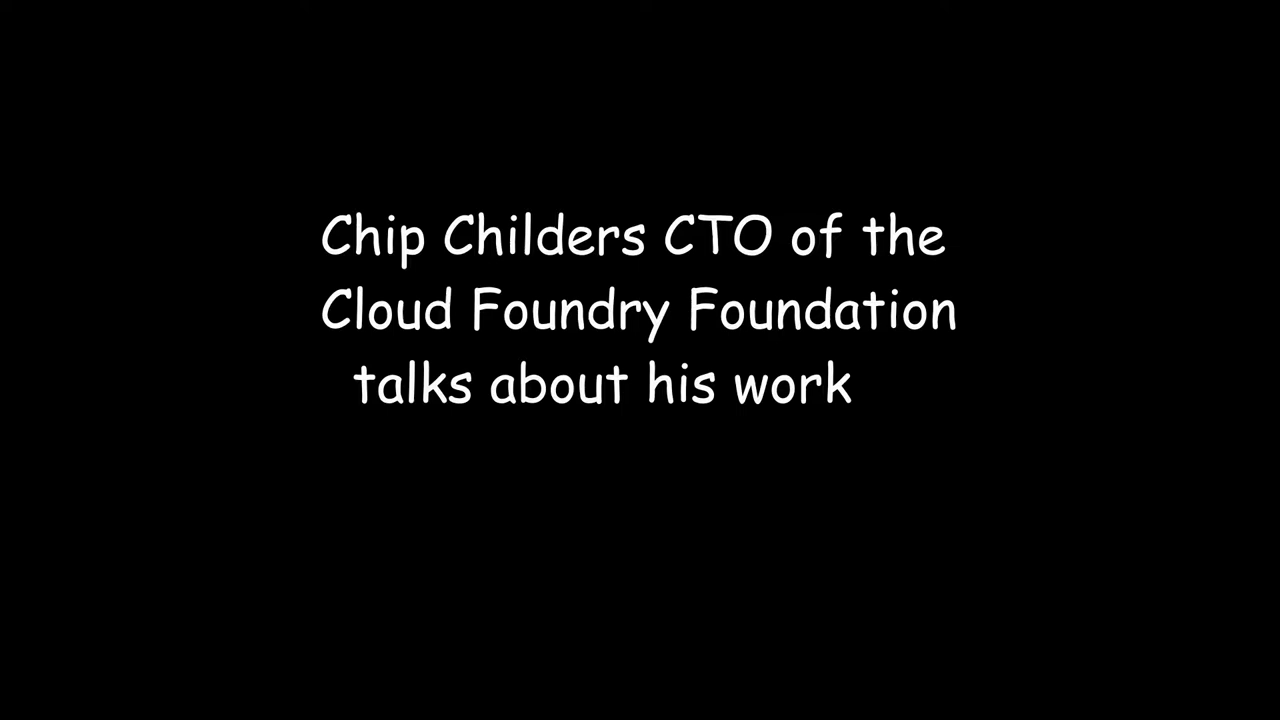 Chip Childers CTO of the
Cloud Foundry Foundation
talks about his work